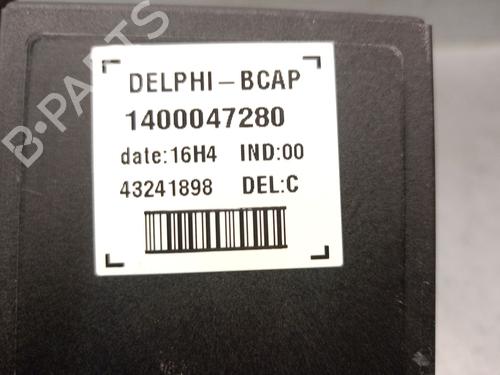 B-PARTS
DELPHI-BCAP
1400047280
date:16H4 IND:00
43241898 DEL:C